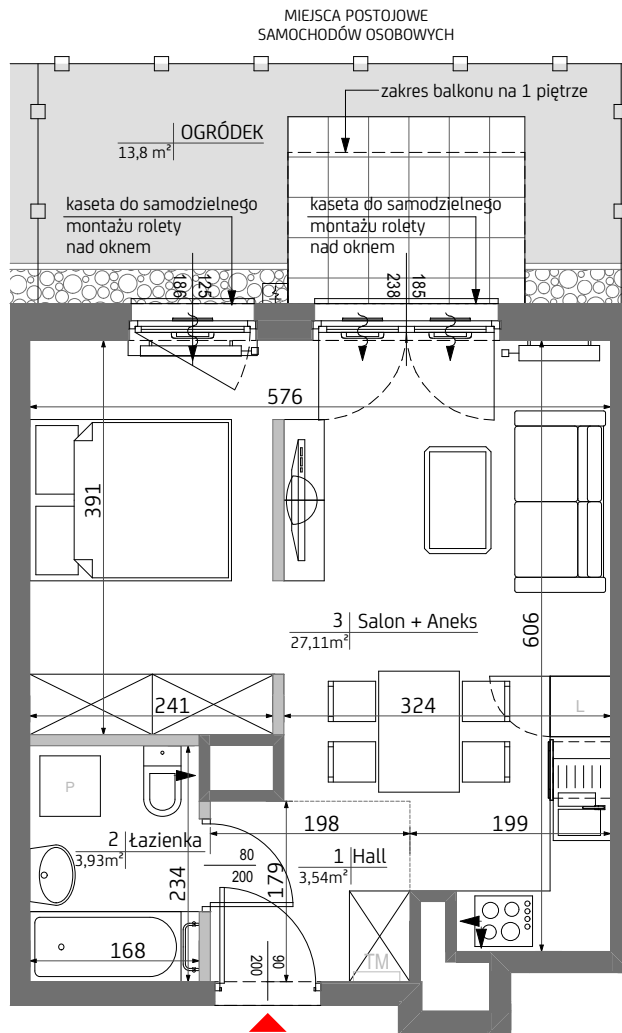 MIEJSCA POSTOJOWE
SAMOCHODÓW OSOBOWYCH
zakres balkonu na 1 piętrze
OGRÓDEK
13,8 m²
kaseta do samodzielnego
montażu rolety
nad oknem
kaseta do samodzielnego
montażu rolety
nad oknem
125
186
185
238
576
391
606
3 Salon + Aneks
27,11m²
241
324
L
P
2 Łazienka
3,93m²
198
199
80
200
1 Hall
3,54m²
234
179
168
90
200
TM